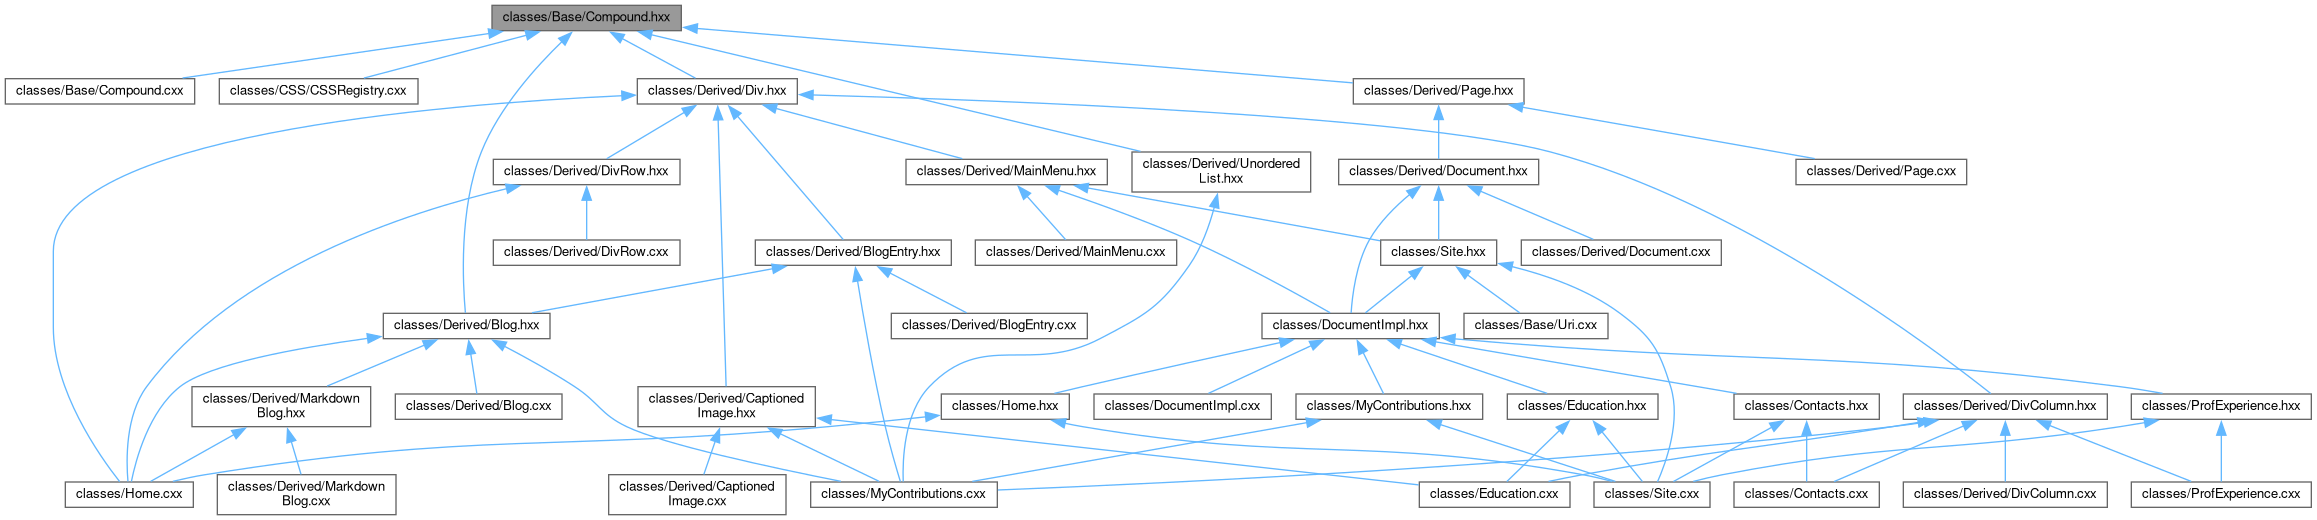 classes/Base/Compound.hxx
classes/Base/Compound.cxx
classes/CSS/CSSRegistry.cxx
classes/Derived/Div.hxx
classes/Derived/Page.hxx
classes/Derived/DivRow.hxx
classes/Derived/MainMenu.hxx
classes/Derived/Unordered
List.hxx
classes/Derived/Document.hxx
classes/Derived/Page.cxx
classes/Derived/DivRow.cxx
classes/Derived/BlogEntry.hxx
classes/Derived/MainMenu.cxx
classes/Site.hxx
classes/Derived/Document.cxx
classes/Derived/Blog.hxx
classes/Derived/BlogEntry.cxx
classes/DocumentImpl.hxx
classes/Base/Uri.cxx
classes/Derived/Markdown
Blog.hxx
classes/Derived/Blog.cxx
classes/Derived/Captioned
Image.hxx
classes/Home.hxx
classes/DocumentImpl.cxx
classes/MyContributions.hxx
classes/Education.hxx
classes/Contacts.hxx
classes/Derived/DivColumn.hxx
classes/ProfExperience.hxx
classes/Home.cxx
classes/Derived/Markdown
Blog.cxx
classes/Derived/Captioned
Image.cxx
classes/MyContributions.cxx
classes/Education.cxx
classes/Site.cxx
classes/Contacts.cxx
classes/Derived/DivColumn.cxx
classes/ProfExperience.cxx